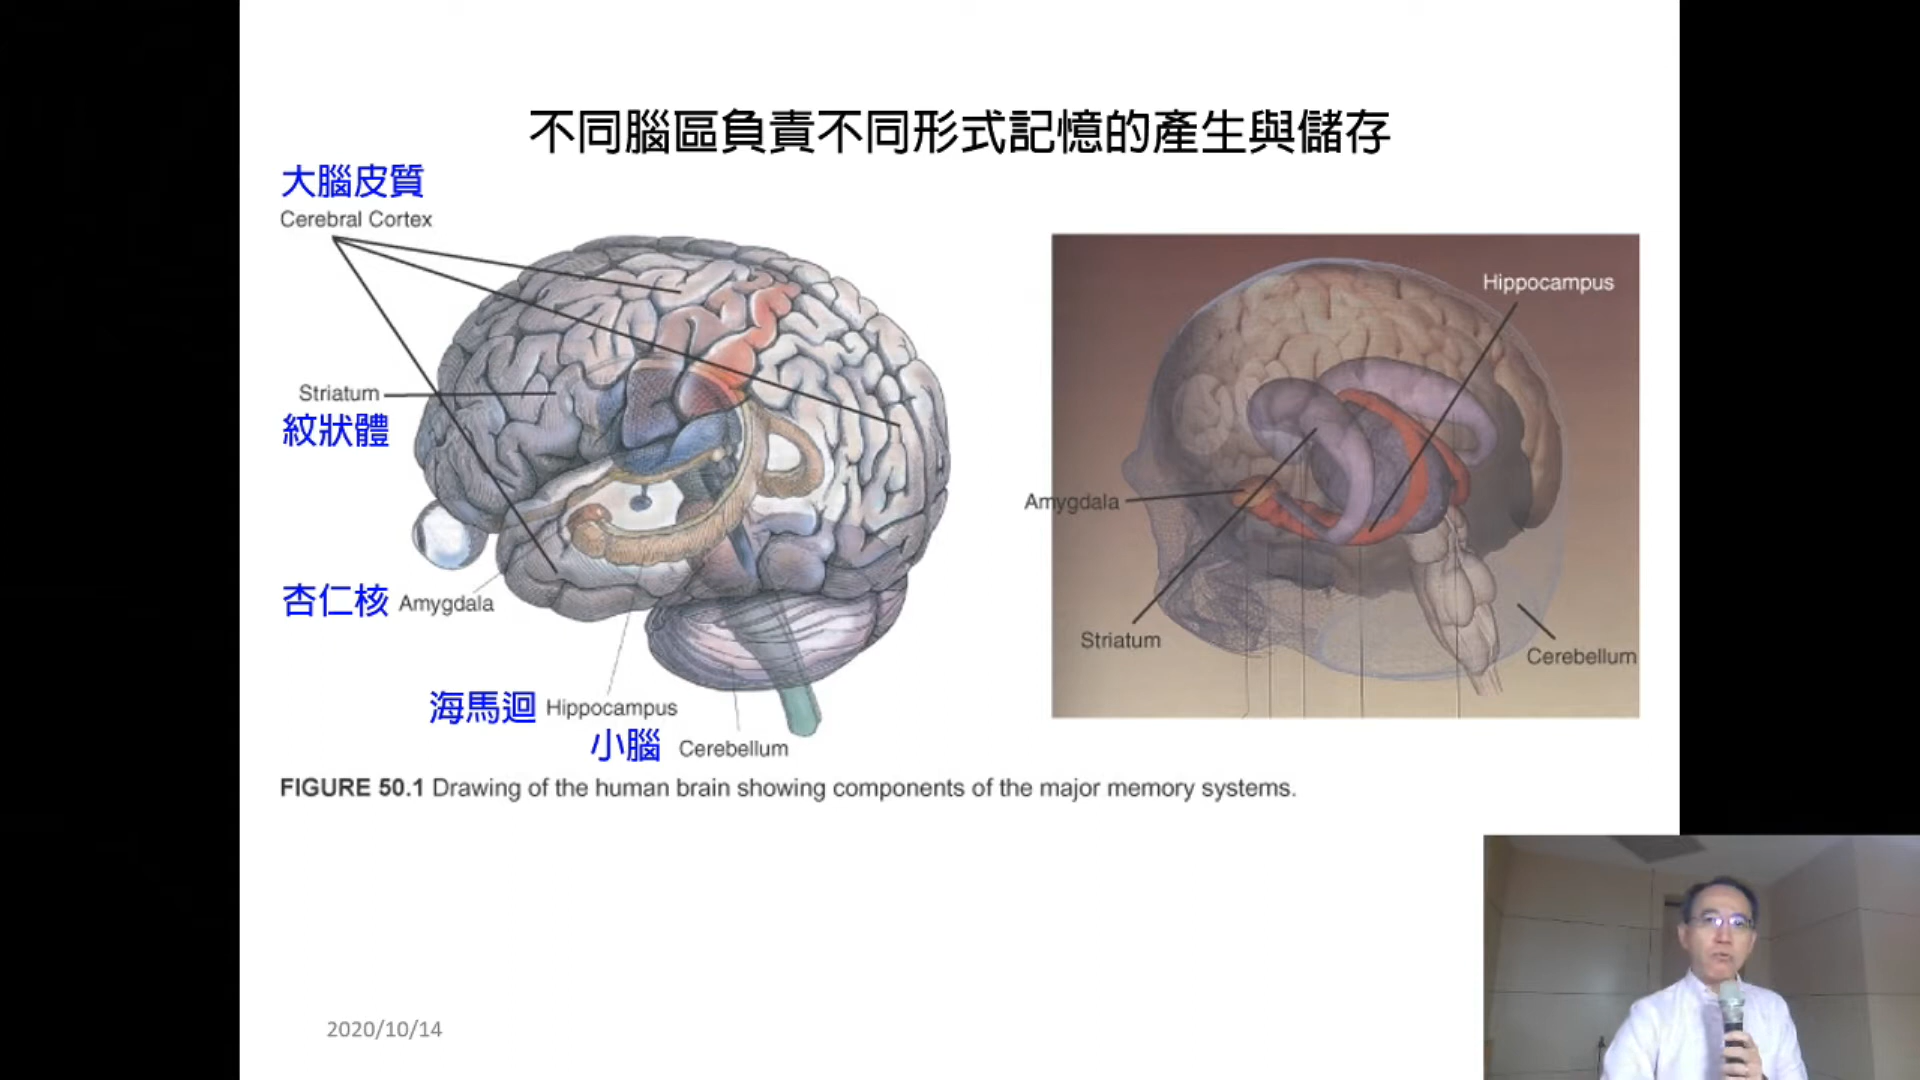 不同腦區負責不同形式記憶的產生與儲存
大腦皮質
Cerebral Cortex
Striatum
紋狀體
杏仁核 Amygdala
海馬迴 Hippocampus
小腦 Cerebellum
Hippocampus
Amygdala
Striatum
Cerebellum
FIGURE 50.1 Drawing of the human brain showing components of the major memory systems.
2020/10/14